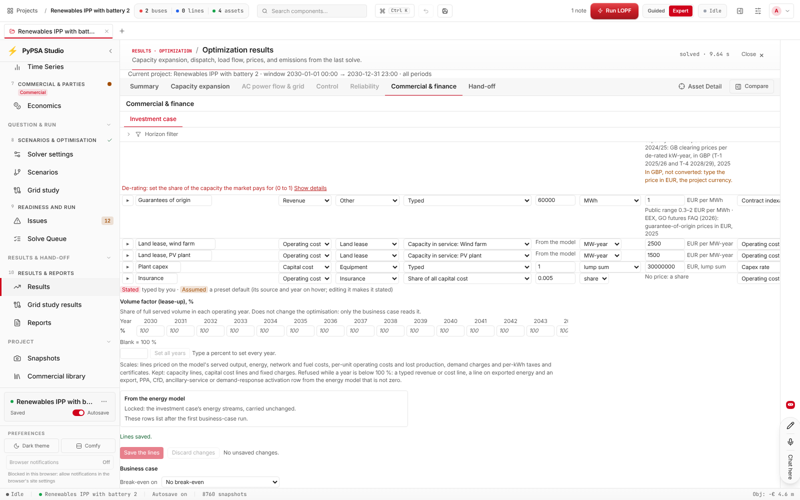 Projects / Renewables IPP with battery 2
2 buses
0 lines
4 assets
Search components...
Ctrl K
1 note
Run LOPF
Guided
Expert
Idle
A
Renewables IPP with batt...
PyPSA Studio
Time Series
COMMERCIAL & PARTIES
Commercial
Economics
QUESTION & RUN
SCENARIOS & OPTIMISATION
Solver settings
Scenarios
Grid study
READINESS AND RUN
Issues
12
Solve Queue
RESULTS & HAND-OFF
RESULTS & REPORTS
Results
Grid study results
Reports
PROJECT
Snapshots
Commercial library
Renewables IPP with b...
Saved
Autosave
PREFERENCES
Dark theme
Comfy
Browser notifications
Off
Blocked in this browser: allow notifications in the browser's site settings.
RESULTS › OPTIMIZATION / Optimization results
Capacity expansion, dispatch, load flow, prices, and emissions from the last solve.
solved · 9.64 s
Close ×
Current project: Renewables IPP with battery 2 · window 2030-01-01 00:00 → 2030-12-31 23:00 · all periods
Summary
Capacity expansion
AC power flow & grid
Control
Reliability
Commercial & finance
Hand-off
Asset Detail
Compare
Commercial & finance
Investment case
Horizon filter
2024/25: GB clearing prices per
de-rated kW-year, in GBP (T-1
2025/26 and T-4 2028/29), 2025
In GBP, not converted: type the
price in EUR, the project currency.
De-rating: set the share of the capacity the market pays for (0 to 1) Show details
Guarantees of origin
Revenue
Other
Typed
60000
MWh
1
EUR per MWh
Contract indexa
Public range 0.3–2 EUR per MWh ·
EEX, GO futures FAQ (2026):
guarantee-of-origin prices in EUR,
2025
Land lease, wind farm
Operating cost
Land lease
Capacity in service: Wind farm
From the model
MW-year
2500
EUR per MW-year
Operating cost
Land lease, PV plant
Operating cost
Land lease
Capacity in service: PV plant
From the model
MW-year
1500
EUR per MW-year
Operating cost
Plant capex
Capital cost
Equipment
Typed
1
lump sum
30000000
EUR, lump sum
Capex rate
Insurance
Operating cost
Insurance
Share of all capital cost
0.005
share
No price: a share
Operating cost
Stated typed by you · Assumed a preset default (its source and year on hover; editing it makes it stated)
Volume factor (lease-up), %
Share of full served volume in each operating year. Does not change the optimisation: only the business case reads it.
Year 2030 2031 2032 2033 2034 2035 2036 2037 2038 2039 2040 2041 2042 2043
% 100 100 100 100 100 100 100 100 100 100 100 100 100 100
Blank = 100 %
Set all years
Type a percent to set every year.
Scales: lines priced on the model's served output, energy, network and fuel costs, per-unit operating costs and lost production, demand charges and per-kWh taxes and
certificates. Kept: capacity lines, capital cost lines and fixed charges. Refused while a year is below 100 %: a typed revenue or cost line, a line on exported energy and an
export, PPA, CfD, ancillary-service or demand-response activation row from the energy model that is not zero.
From the energy model
Locked: the investment case's energy streams, carried unchanged.
These rows list after the first business-case run.
Lines saved.
Save the lines
Discard changes
No unsaved changes.
Business case
Break-even on
No break-even
Chat here
Idle
Renewables IPP with battery 2
Autosave on
8760 snapshots